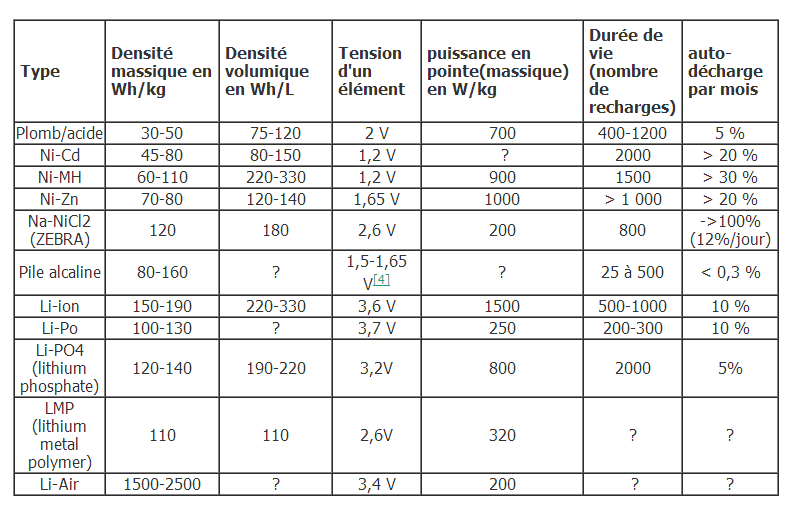 Type
Densité
massique en
Wh/kg
Densité
volumique
en Wh/L
Tension
d'un
élément
puissance en
pointe(massique)
en W/kg
Durée de
vie
(nombre
de
recharges)
auto-
décharge
par mois
Plomb/acide 30-50 75-120 2 V 700 400-1200 5 %
Ni-Cd 45-80 80-150 1,2 V ? 2000 > 20 %
Ni-MH 60-110 220-330 1,2 V 900 1500 > 30 %
Ni-Zn 70-80 120-140 1,65 V 1000 > 1 000 > 20 %
Na-NiCl2
(ZEBRA)
120 180 2,6 V 200 800
->100%
(12%/jour)
Pile alcaline 80-160 ?
1,5-1,65
V[4]
? 25 à 500 < 0,3 %
Li-ion 150-190 220-330 3,6 V 1500 500-1000 10 %
Li-Po 100-130 ? 3,7 V 250 200-300 10 %
Li-PO4
(lithium
phosphate)
120-140 190-220 3,2V 800 2000 5%
LMP
(lithium
metal
polymer)
110 110 2,6V 320 ? ?
Li-Air 1500-2500 ? 3,4 V 200 ? ?